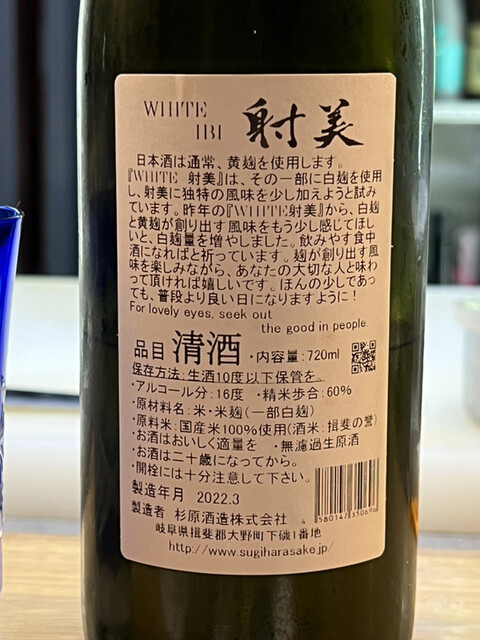 WHITE
IBI 射美
日本酒は通常、黄麹を使用します。
『WHITE 射美』は、その一部に白麹を使用
し、射美に独特の風味を少し加えようと試み
ています。昨年の『WHITE射美』から、白麹
と黄麹が創り出す風味をもう少し感じてほし
いと、白麹量を増やしました。飲みやす食中
酒になればと祈っています。麹が創り出す風
味を楽しみながら、あなたの大切な人と味わ
って頂ければ嬉しいです。ほんの少しであっ
ても、普段より良い日になりますように！
For lovely eyes, seek out
the good in people.
品目 清酒 ・内容量：720ml
保存方法：生酒10度以下保管を。
・アルコール分：16度 ・精米歩合：60%
・原材料名：米・米麹（一部白麹）
・原料米：国産米100%使用（酒米：揖斐の誉）
・お酒はおいしく適量を ・無濾過生原酒
・お酒は二十歳になってから。
・開栓には十分注意して下さい。
製造年月 2022.3
製造者 杉原酒造株式会社
4 580147 350696
岐阜県揖斐郡大野町下磯1番地
http://www.sugiharasake.jp/